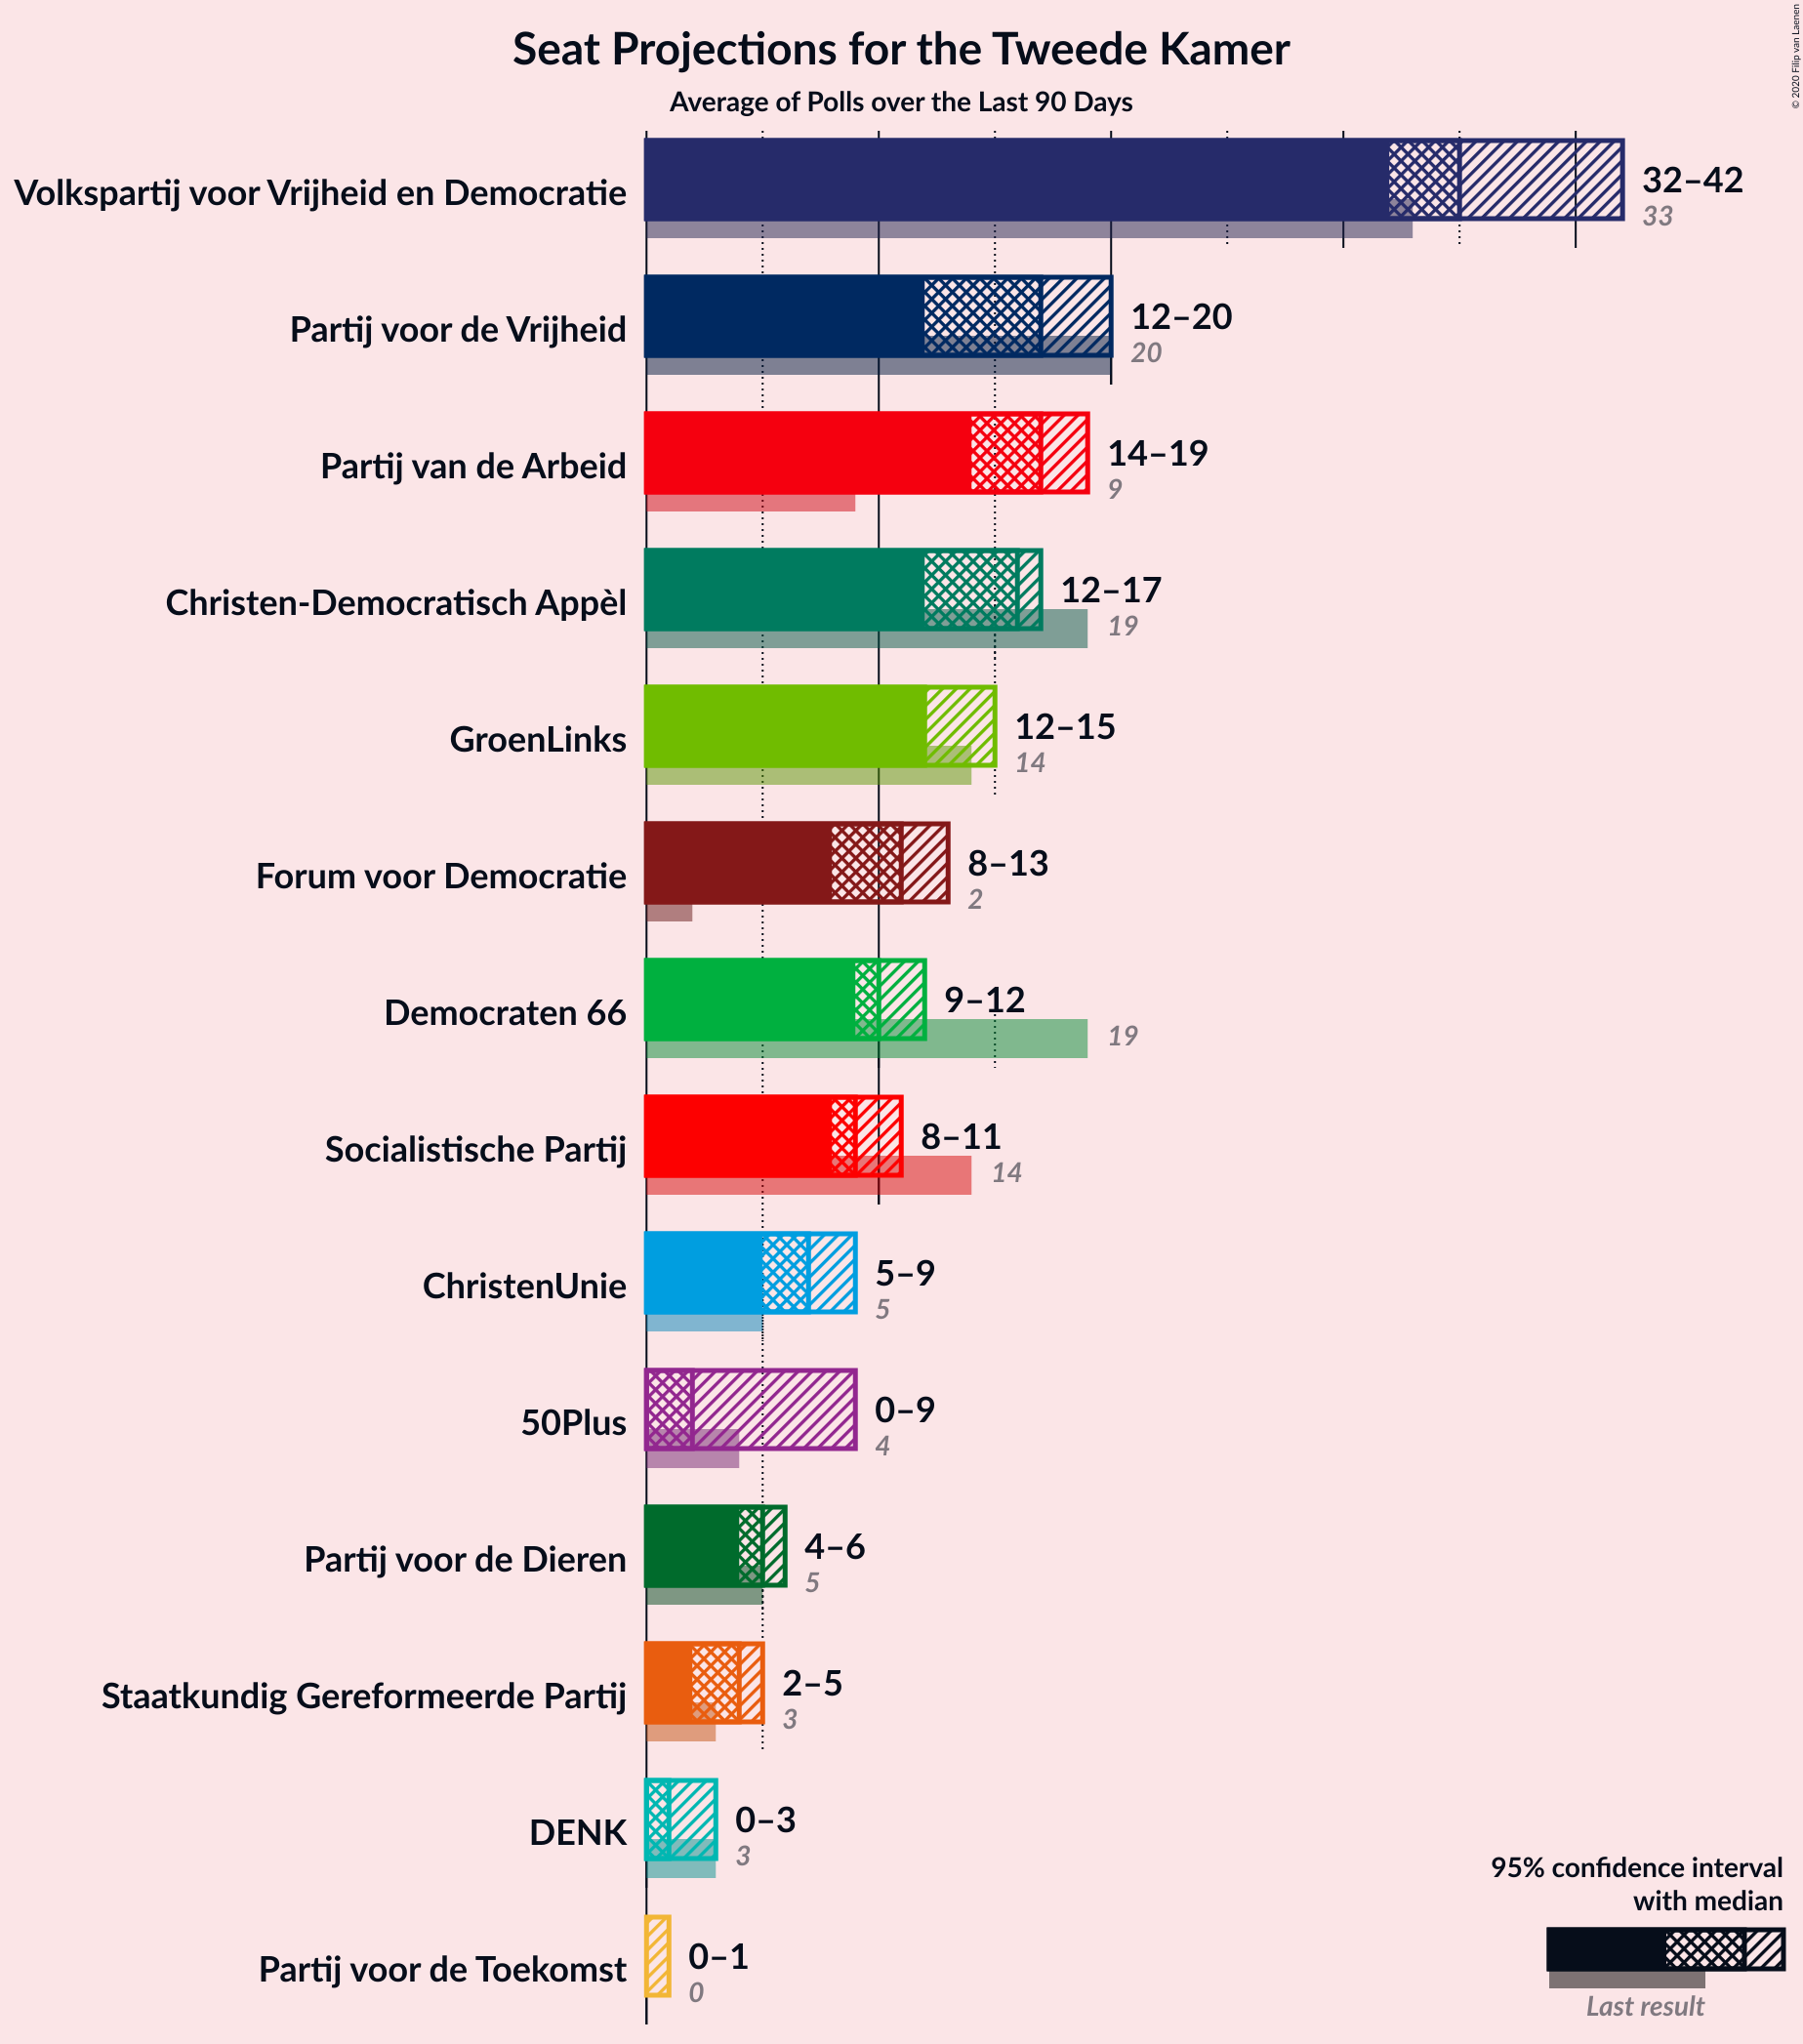 Seat Projections for the Tweede Kamer
Average of Polls over the Last 90 Days
© 2020 Filip van Laenen
Volkspartij voor Vrijheid en Democratie
32–42
33
Partij voor de Vrijheid
12–20
20
Partij van de Arbeid
14–19
9
Christen-Democratisch Appèl
12–17
19
GroenLinks
12–15
14
Forum voor Democratie
8–13
2
Democraten 66
9–12
19
Socialistische Partij
8–11
14
ChristenUnie
5–9
5
50Plus
0–9
4
Partij voor de Dieren
4–6
5
Staatkundig Gereformeerde Partij
2–5
3
DENK
0–3
3
Partij voor de Toekomst
0–1
0
95% confidence interval
with median
Last result